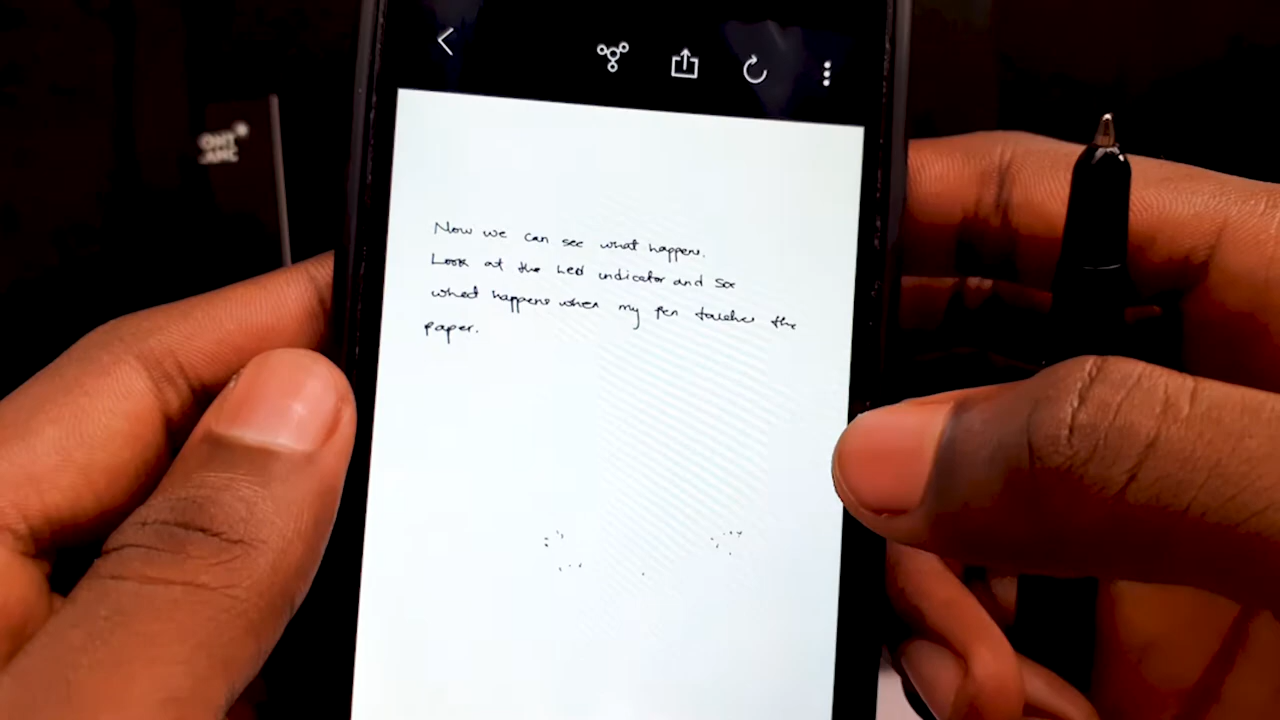 Now we can see what happens.
Look at the Led indicator and see
what happens when my pen touches the
paper.